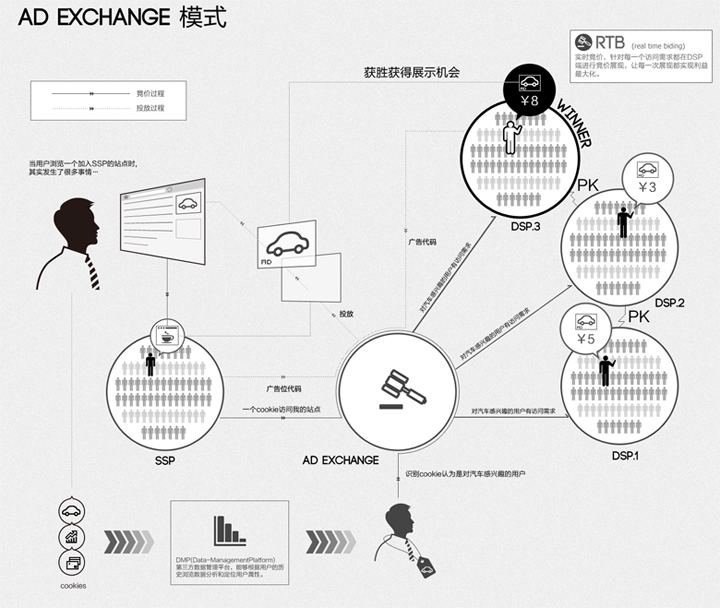 AD EXCHANGE 模式
RTB (real time biding)
实时竞价，针对每一个访问需求都在DSP
端进行竞价展现，让每一次展现都实现利益
最大化。
竞价过程
投放过程
获胜获得展示机会
¥8
WINNER
当用户浏览一个加入SSP的站点时，
其实发生了很多事情…
PK
¥3
DSP.3
广告代码
PID
对汽车感兴趣的用户有访问需求
DSP.2
投放
PK
¥5
对汽车感兴趣的用户有访问需求
广告位代码
一个cookie访问我的站点
对汽车感兴趣的用户有访问需求
SSP
AD EXCHANGE
DSP.1
识别cookie认为是对汽车感兴趣的用户
DMP(Data-ManagementPlatform)
第三方数据管理平台，能够根据用户的历
史浏览数据分析和定位用户属性。
cookies